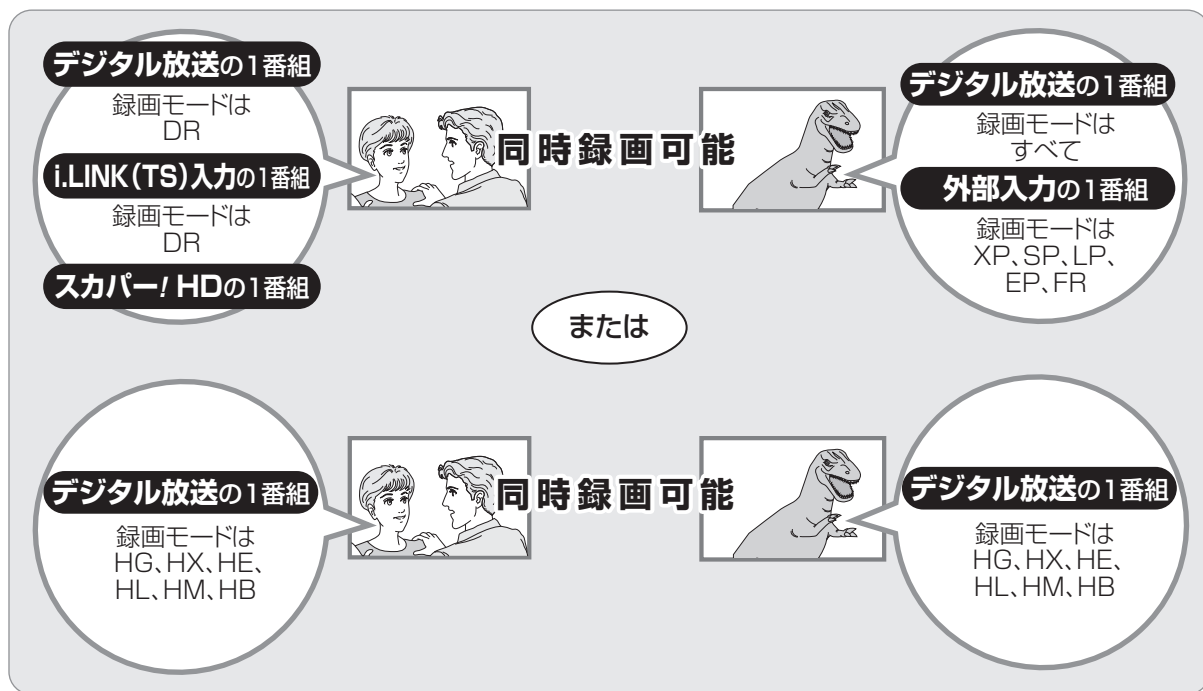 デジタル放送の1番組
録画モードは
DR
i.LINK(TS)入力の1番組
録画モードは
DR
スカパー! HDの1番組
同時録画可能
デジタル放送の1番組
録画モードは
すべて
外部入力の1番組
録画モードは
XP、SP、LP、
EP、FR
または
デジタル放送の1番組
録画モードは
HG、HX、HE、
HL、HM、HB
同時録画可能
デジタル放送の1番組
録画モードは
HG、HX、HE、
HL、HM、HB